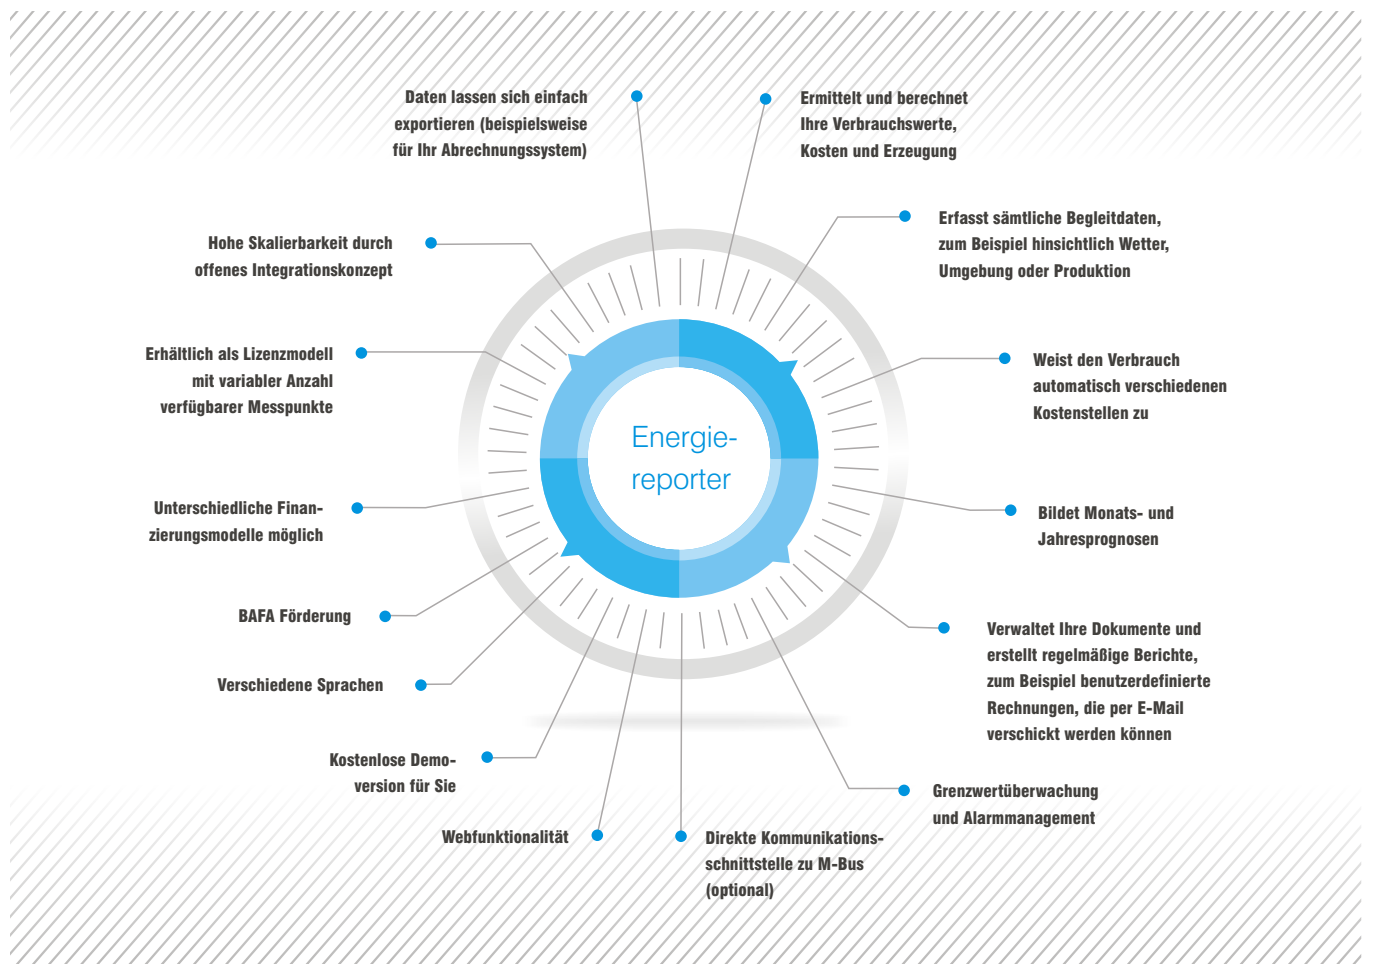 Daten lassen sich einfach
exportieren (beispielsweise
für Ihr Abrechnungssystem)
Ermittelt und berechnet
Ihre Verbrauchswerte,
Kosten und Erzeugung
Erfasst sämtliche Begleitdaten,
zum Beispiel hinsichtlich Wetter,
Umgebung oder Produktion
Hohe Skalierbarkeit durch
offenes Integrationskonzept
Erhältlich als Lizenzmodell
mit variabler Anzahl
verfügbarer Messpunkte
Weist den Verbrauch
automatisch verschiedenen
Kostenstellen zu
Energie-
reporter
Unterschiedliche Finan-
zierungsmodelle möglich
Bildet Monats- und
Jahresprognosen
BAFA Förderung
Verwaltet Ihre Dokumente und
erstellt regelmäßige Berichte,
zum Beispiel benutzerdefinierte
Rechnungen, die per E-Mail
verschickt werden können
Verschiedene Sprachen
Kostenlose Demo-
version für Sie
Grenzwertüberwachung
und Alarmmanagement
Webfunktionalität
Direkte Kommunikations-
schnittstelle zu M-Bus
(optional)